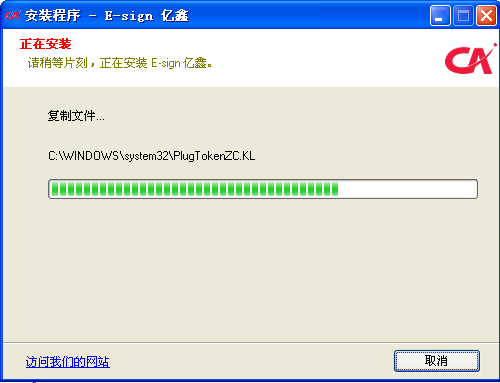 安装程序 - E-sign 亿鑫
正在安装
请稍等片刻，正在安装 E-sign 亿鑫。
CA
复制文件...
C:\WINDOWS\system32\PlugTokenZC.KL
访问我们的网站
取消